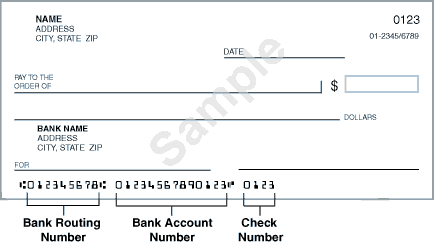 NAME
ADDRESS
CITY, STATE ZIP
0123
01-2345/6789
DATE
PAY TO THE
ORDER OF
$
DOLLARS
Sample
BANK NAME
ADDRESS
CITY, STATE ZIP
FOR
⑆012345678⑆ 01234567890123⑈ 0123
Bank Routing
Number
Bank Account
Number
Check
Number